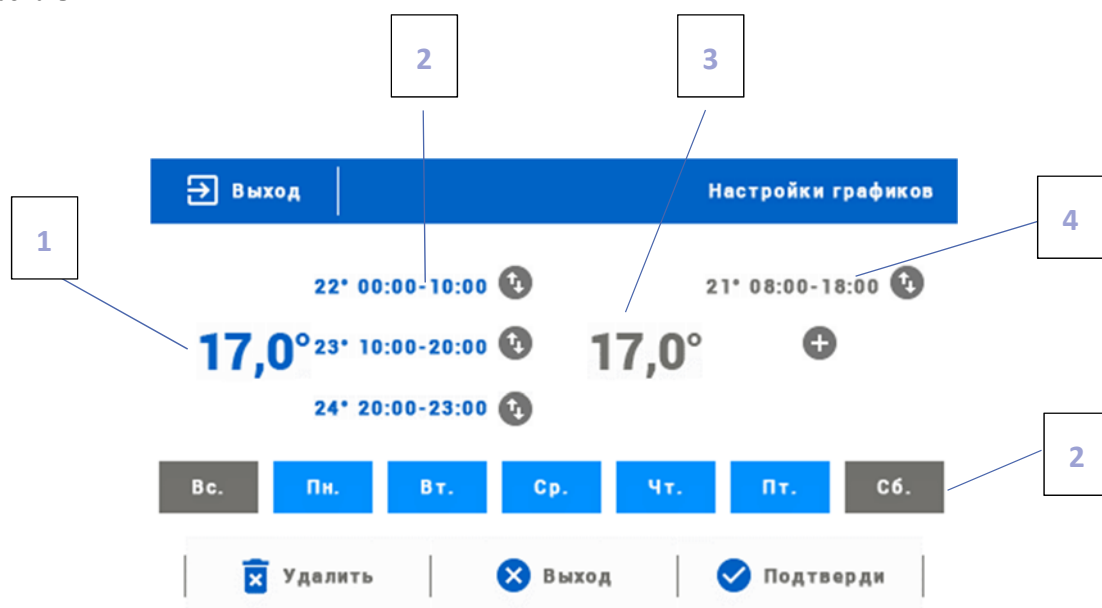 2
3
Выход
Настройки графиков
4
1
22° 00:00-10:00
21° 08:00-18:00
17,0°
23° 10:00-20:00
17,0°
24° 20:00-23:00
2
Вс.
Пн.
Вт.
Ср.
Чт.
Пт.
Сб.
Удалить
Выход
Подтверди